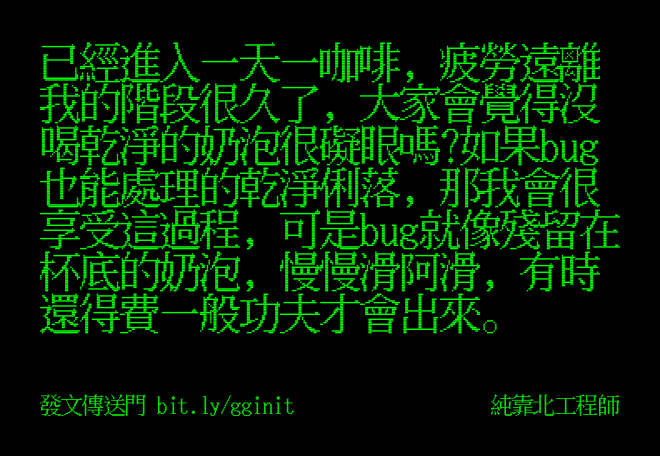 已經進入一天一咖啡，疲勞遠離
我的階段很久了，大家會覺得沒
喝乾淨的奶泡很礙眼嗎?如果bug
也能處理的乾淨俐落，那我會很
享受這過程，可是bug就像殘留在
杯底的奶泡，慢慢滑阿滑，有時
還得費一般功夫才會出來。
發文傳送門 bit.ly/gginit
純靠北工程師